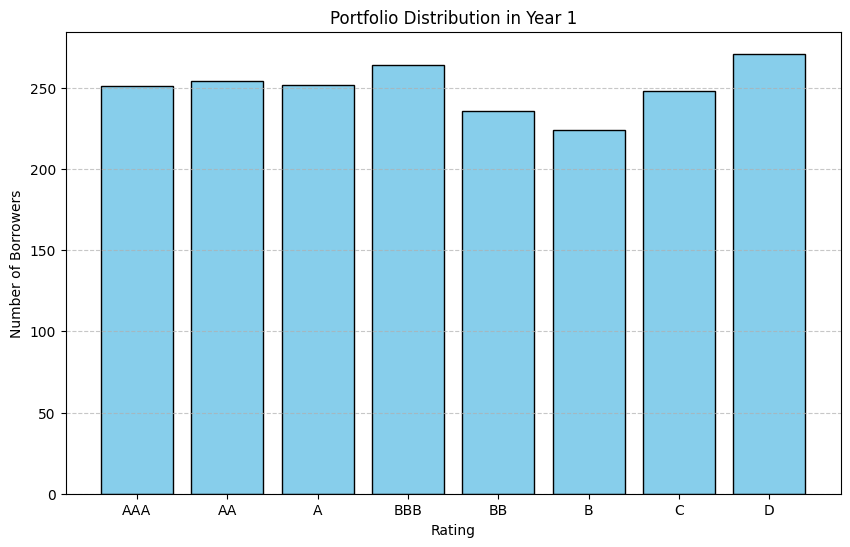 Portfolio Distribution in Year 1
Number of Borrowers
250
200
150
100
50
0
AAA AA A BBB BB B C D
Rating